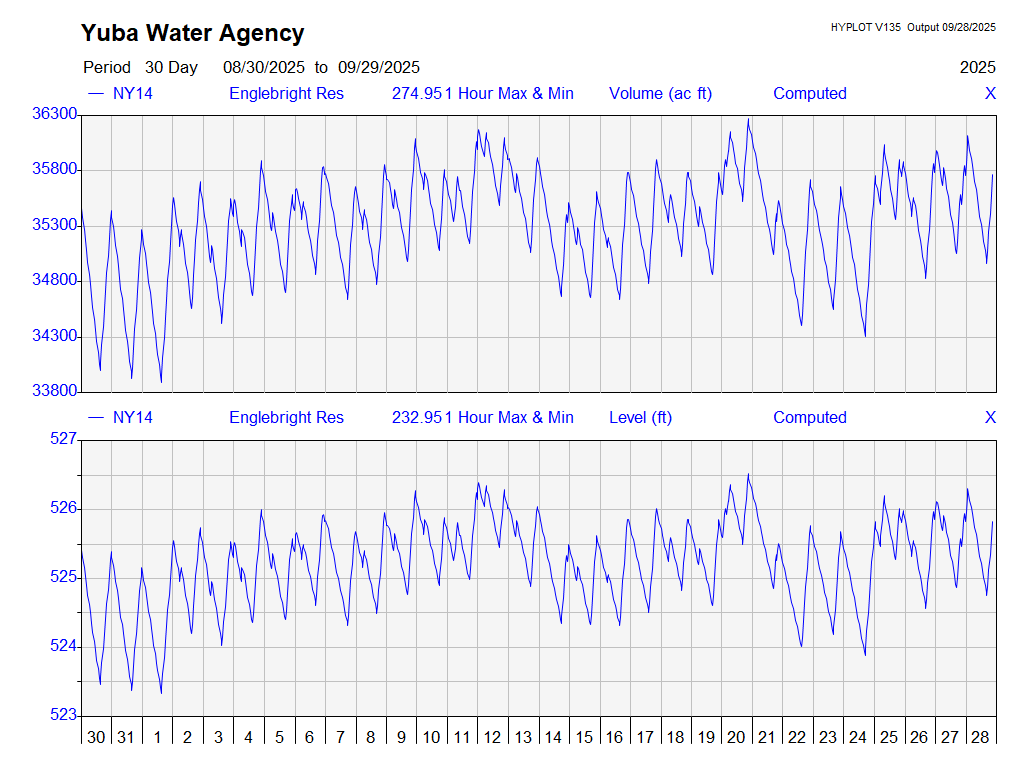 Yuba Water Agency
HYPLOT V135 Output 09/28/2025
Period 30 Day 08/30/2025 to 09/29/2025 2025
NY14 Englebright Res 274.951 Hour Max & Min Volume (ac ft) Computed X
36300
35800
35300
34800
34300
33800
NY14 Englebright Res 232.951 Hour Max & Min Level (ft) Computed X
527
526
525
524
523
30 31 1 2 3 4 5 6 7 8 9 10 11 12 13 14 15 16 17 18 19 20 21 22 23 24 25 26 27 28